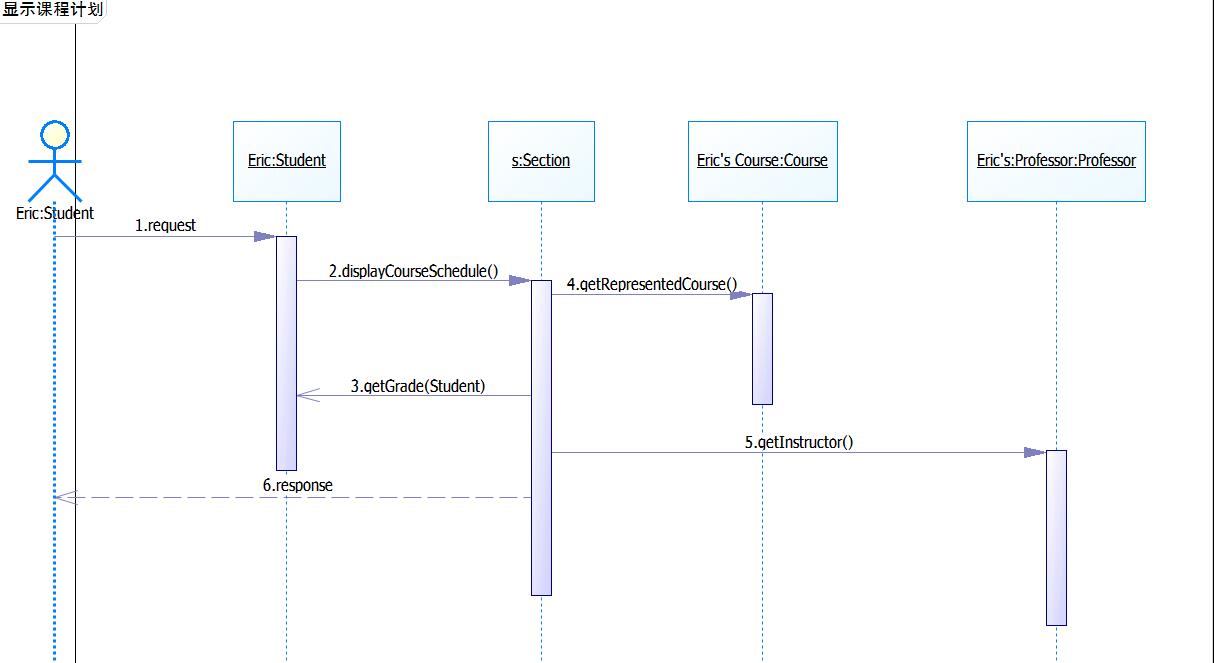 显示课程计划
Eric:Student
s:Section
Eric's Course:Course
Eric's:Professor:Professor
Eric:Student
1.request
2.displayCourseSchedule()
4.getRepresentedCourse()
3.getGrade(Student)
5.getInstructor()
6.response